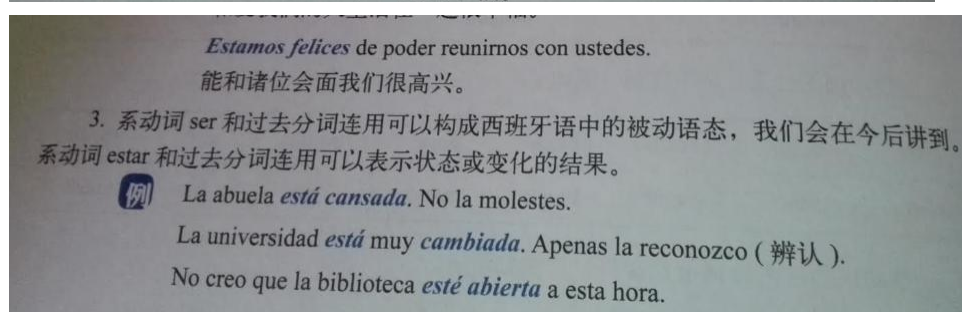 Estamos felices de poder reunirnos con ustedes.
能和诸位会面我们很高兴。
3. 系动词 ser 和过去分词连用可以构成西班牙语中的被动语态，我们会在今后讲到。
系动词 estar 和过去分词连用可以表示状态或变化的结果。
例 La abuela está cansada. No la molestes.
La universidad está muy cambiada. Apenas la reconozco ( 辨认 ).
No creo que la biblioteca esté abierta a esta hora.